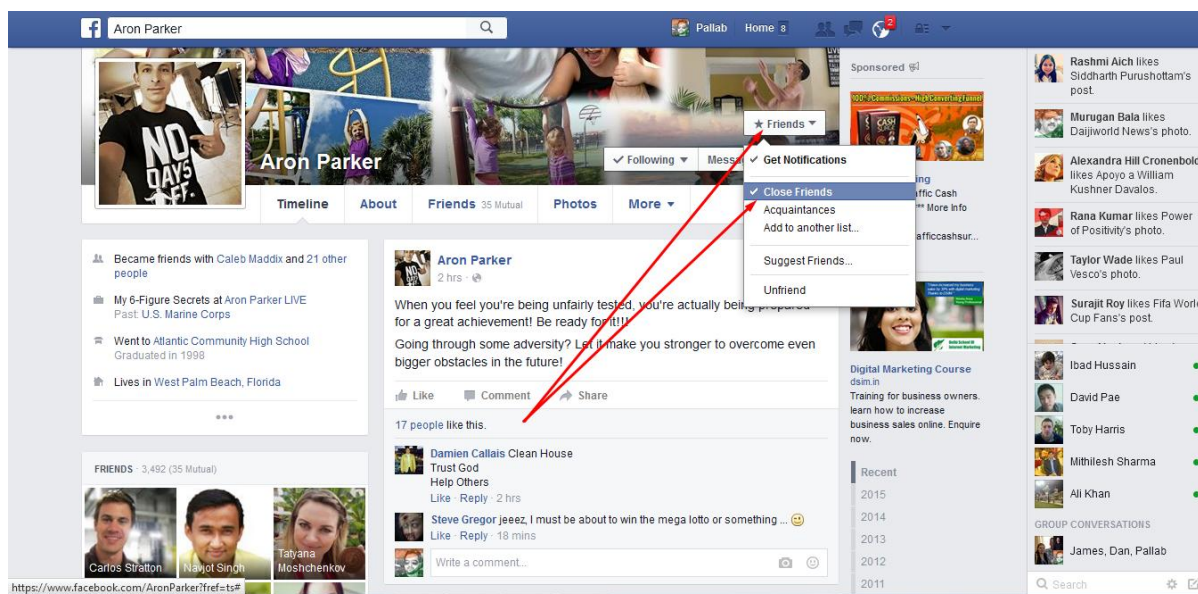 Aron Parker
Pallab
Home 8
2
NO
DAYS
OFF.
Aron Parker
★ Friends
✓ Following
✓ Get Notifications
✓ Close Friends
Acquaintances
Add to another list...
Suggest Friends...
Unfriend
Timeline
About
Friends 35 Mutual
Photos
More
Became friends with Caleb Maddix and 21 other
people
My 6-Figure Secrets at Aron Parker LIVE
Past: U.S. Marine Corps
Went to Atlantic Community High School
Graduated in 1998
Lives in West Palm Beach, Florida
FRIENDS · 3,492 (35 Mutual)
Carlos Stratton
Navjot Singh
Tatyana
Moshchenkov
Aron Parker
2 hrs ·
When you feel you're being unfairly tested, you're actually being prepared
for a great achievement! Be ready for it!!!
Going through some adversity? Let it make you stronger to overcome even
bigger obstacles in the future!
Like
Comment
Share
17 people like this.
Damien Callais Clean House
Trust God
Help Others
Like · Reply · 2 hrs
Steve Gregor jeeez, I must be about to win the mega lotto or something ...
Like · Reply · 18 mins
Write a comment...
Sponsored
100% Commissions - High Converting Funnel
CASH
More Info
Digital Marketing Course
dsim.in
Training for business owners.
learn how to increase
business sales online. Enquire
now.
Recent
2015
2014
2013
2012
2011
Rashmi Aich likes
Siddharth Purushottam's
post.
Murugan Bala likes
Daijiworld News's photo.
Alexandra Hill Cronenbold
likes Apoyo a William
Kushner Davalos.
Rana Kumar likes Power
of Positivity's photo.
Taylor Wade likes Paul
Vesco's photo.
Surajit Roy likes Fifa World
Cup Fans's post.
Ibad Hussain
David Pae
Toby Harris
Mithilesh Sharma
Ali Khan
GROUP CONVERSATIONS
James, Dan, Pallab
Search
https://www.facebook.com/AronParker?fref=ts#